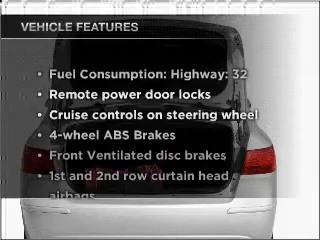 VEHICLE FEATURES
• Fuel Consumption: Highway: 32
• Remote power door locks
• Cruise controls on steering wheel
• 4-wheel ABS Brakes
• Front Ventilated disc brakes
• 1st and 2nd row curtain head
airbags